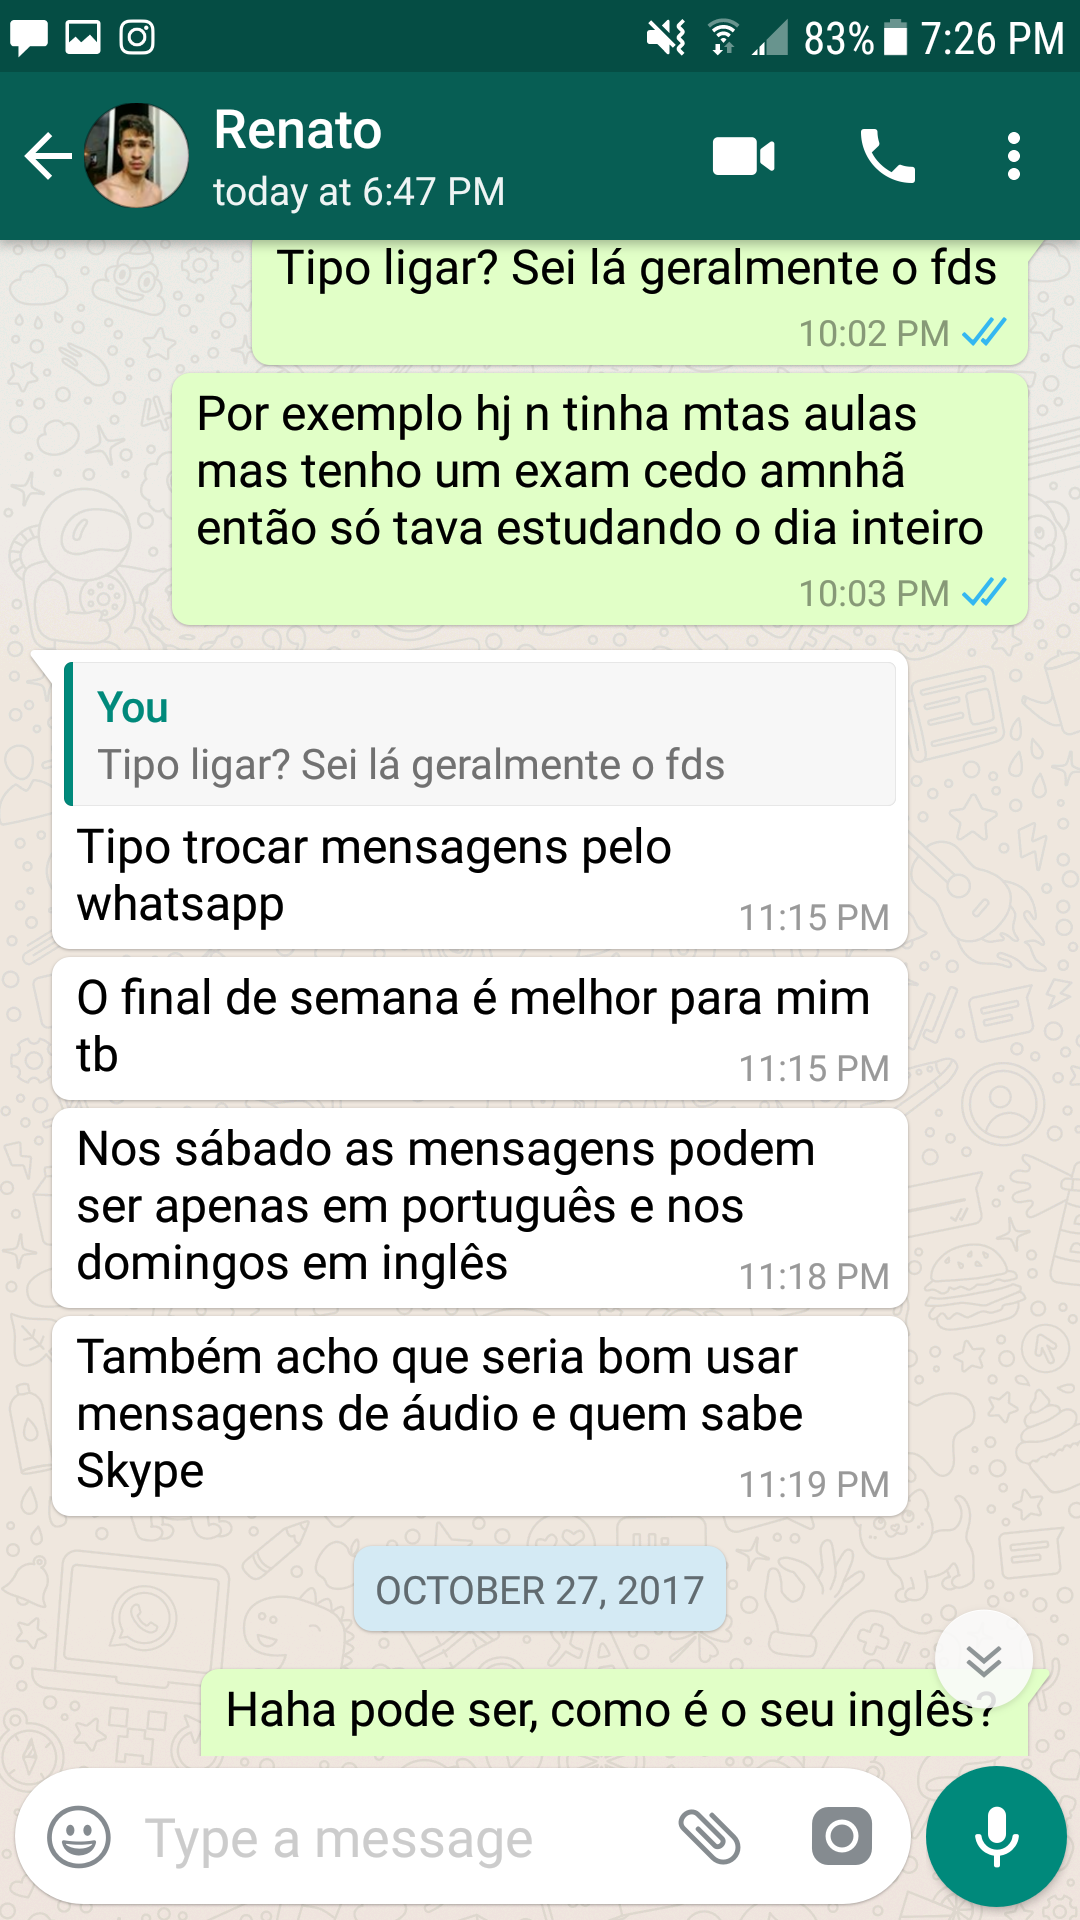 83% 7:26 PM
Renato
today at 6:47 PM
Tipo ligar? Sei lá geralmente o fds
10:02 PM
Por exemplo hj n tinha mtas aulas
mas tenho um exam cedo amnhã
então só tava estudando o dia inteiro
10:03 PM
You
Tipo ligar? Sei lá geralmente o fds
Tipo trocar mensagens pelo
whatsapp
11:15 PM
O final de semana é melhor para mim
tb
11:15 PM
Nos sábado as mensagens podem
ser apenas em português e nos
domingos em inglês
11:18 PM
Também acho que seria bom usar
mensagens de áudio e quem sabe
Skype
11:19 PM
OCTOBER 27, 2017
Haha pode ser, como é o seu inglês?
Type a message